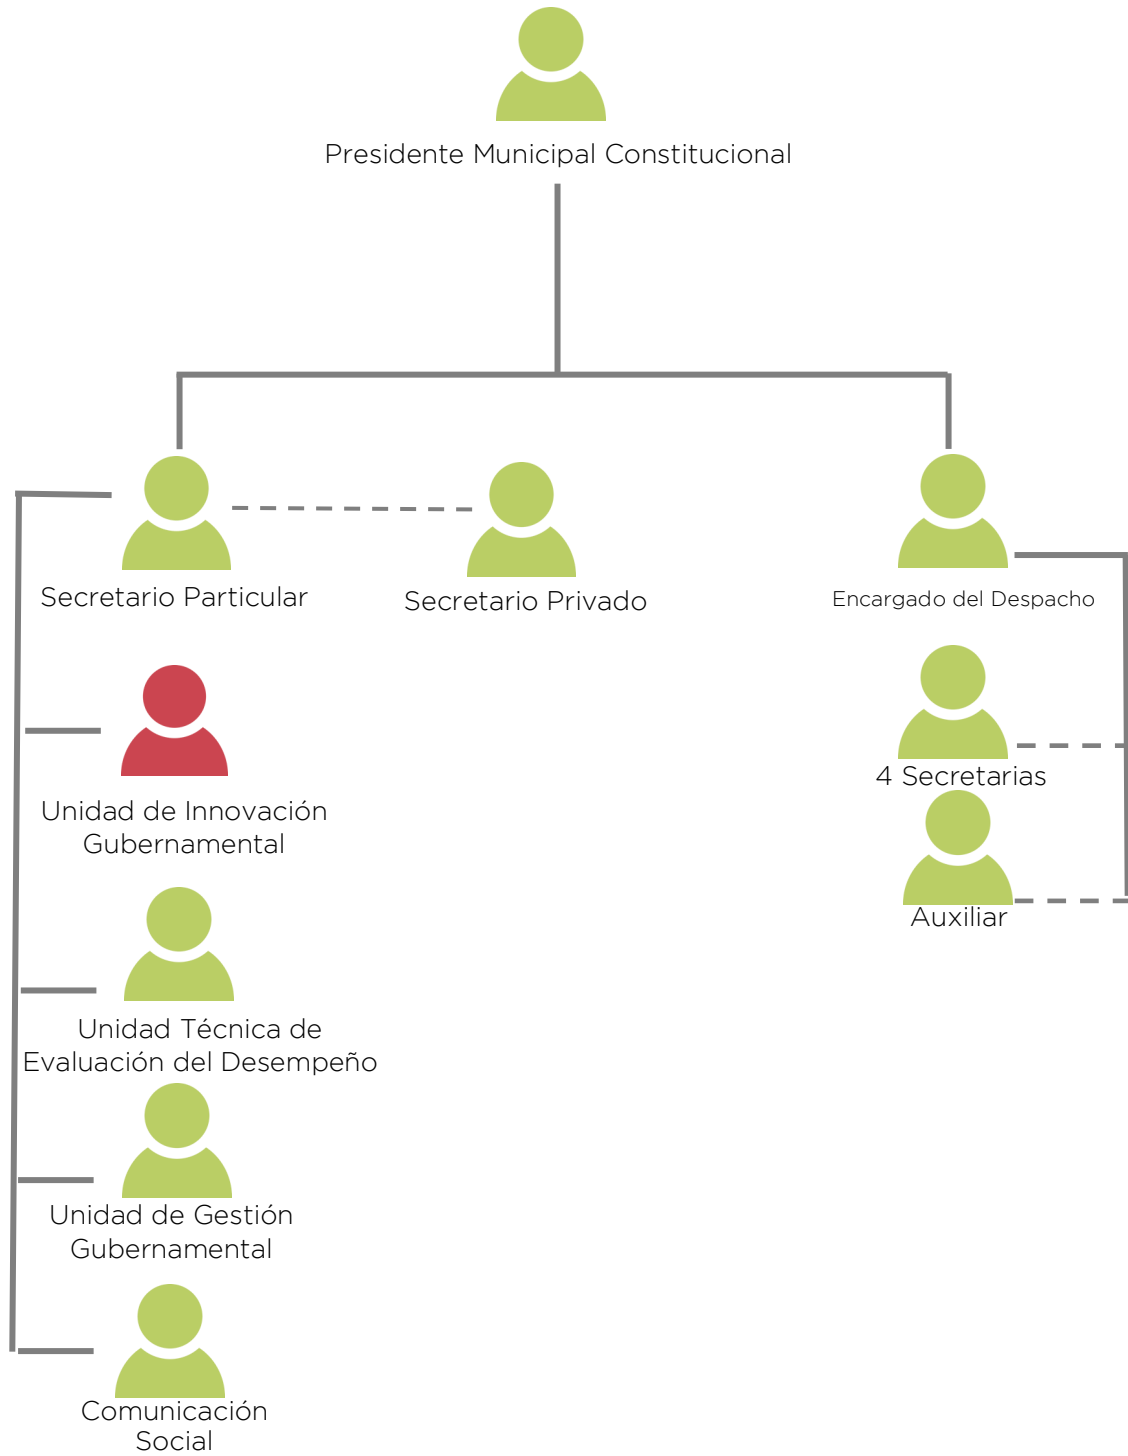 Presidente Municipal Constitucional
Secretario Particular
Secretario Privado
Encargado del Despacho
4 Secretarias
Auxiliar
Unidad de Innovación
Gubernamental
Unidad Técnica de
Evaluación del Desempeño
Unidad de Gestión
Gubernamental
Comunicación
Social